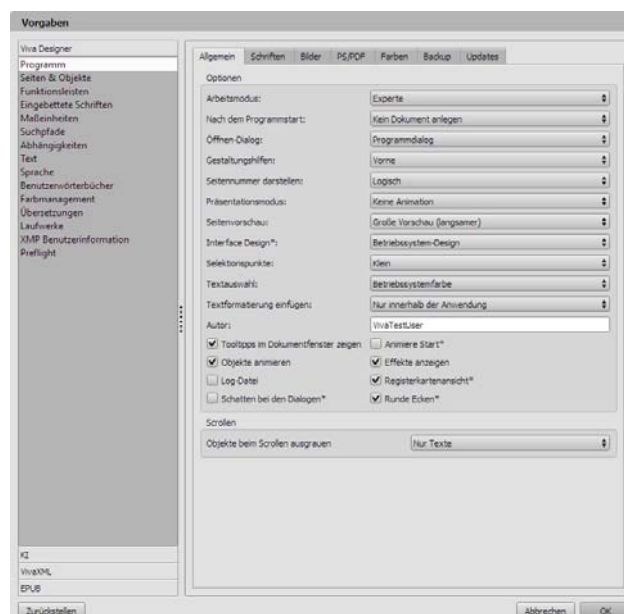 Vorgaben
Viva Designer
Programm
Seiten & Objekte
Funktionsleisten
Eingebettete Schriften
Maßeinheiten
Suchpfade
Abhängigkeiten
Text
Sprache
Benutzerwörterbücher
Farbmanagement
Übersetzungen
Laufwerke
XMP Benutzerinformation
Preflight
KI
VivaXML
EPUB
Allgemein Schriften Bilder PS/PDF Farben Backup Updates
Optionen
Arbeitsmodus: Experte
Nach dem Programmstart: Kein Dokument anlegen
Öffnen-Dialog: Programmdialog
Gestaltungshilfen: Vorne
Seitennummer darstellen: Logisch
Präsentationsmodus: Keine Animation
Seitenvorschau: Große Vorschau (langsamer)
Interface Design*: Betriebssystem-Design
Selektionspunkte: Klein
Textauswahl: Betriebssystemfarbe
Textformatierung einfügen: Nur innerhalb der Anwendung
Autor: VivaTestUser
Tooltipps im Dokumentfenster zeigen Animiere Start*
Objekte animieren Effekte anzeigen
Log-Datei Registerkartenansicht*
Schatten bei den Dialogen* Runde Ecken*
Scrollen
Objekte beim Scrollen ausgrauen Nur Texte
Zurückstellen Abbrechen OK